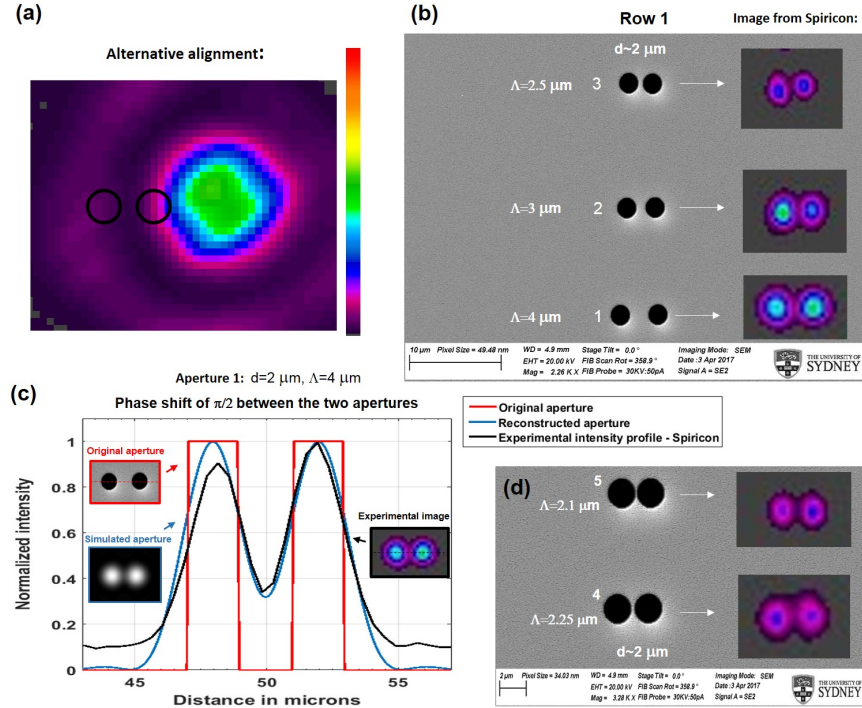 (a)
Alternative alignment:
(b)
Row 1
Image from Spiricon:
d~2 μm
Λ=2.5 μm 3
Λ=3 μm 2
Λ=4 μm 1
10 μm Pixel Size = 49.48 nm WD = 4.9 mm Stage Tilt = 0.0° Imaging Mode: SEM
EHT = 20.00 kV FIB Scan Rot = 358.9° Date :3 Apr 2017
Mag = 2.26 K X FIB Probe = 30KV:50pA Signal A = SE2
THE UNIVERSITY OF
SYDNEY
Aperture 1: d=2 μm, Λ=4 μm
(c)
Phase shift of π/2 between the two apertures
Original aperture
Reconstructed aperture
Experimental intensity profile - Spiricon
Normalized intensity
1
0.8
0.6
0.4
0.2
0
45
50
55
Distance in microns
Original aperture
Simulated aperture
Experimental image
(d)
5
Λ=2.1 μm
4
Λ=2.25 μm
d~2 μm
2 μm Pixel Size = 34.03 nm WD = 4.9 mm Stage Tilt = 0.0° Imaging Mode: SEM
EHT = 20.00 kV FIB Scan Rot = 358.9° Date :3 Apr 2017
Mag = 3.28 K X FIB Probe = 30KV:50pA Signal A = SE2
THE UNIVERSITY OF
SYDNEY